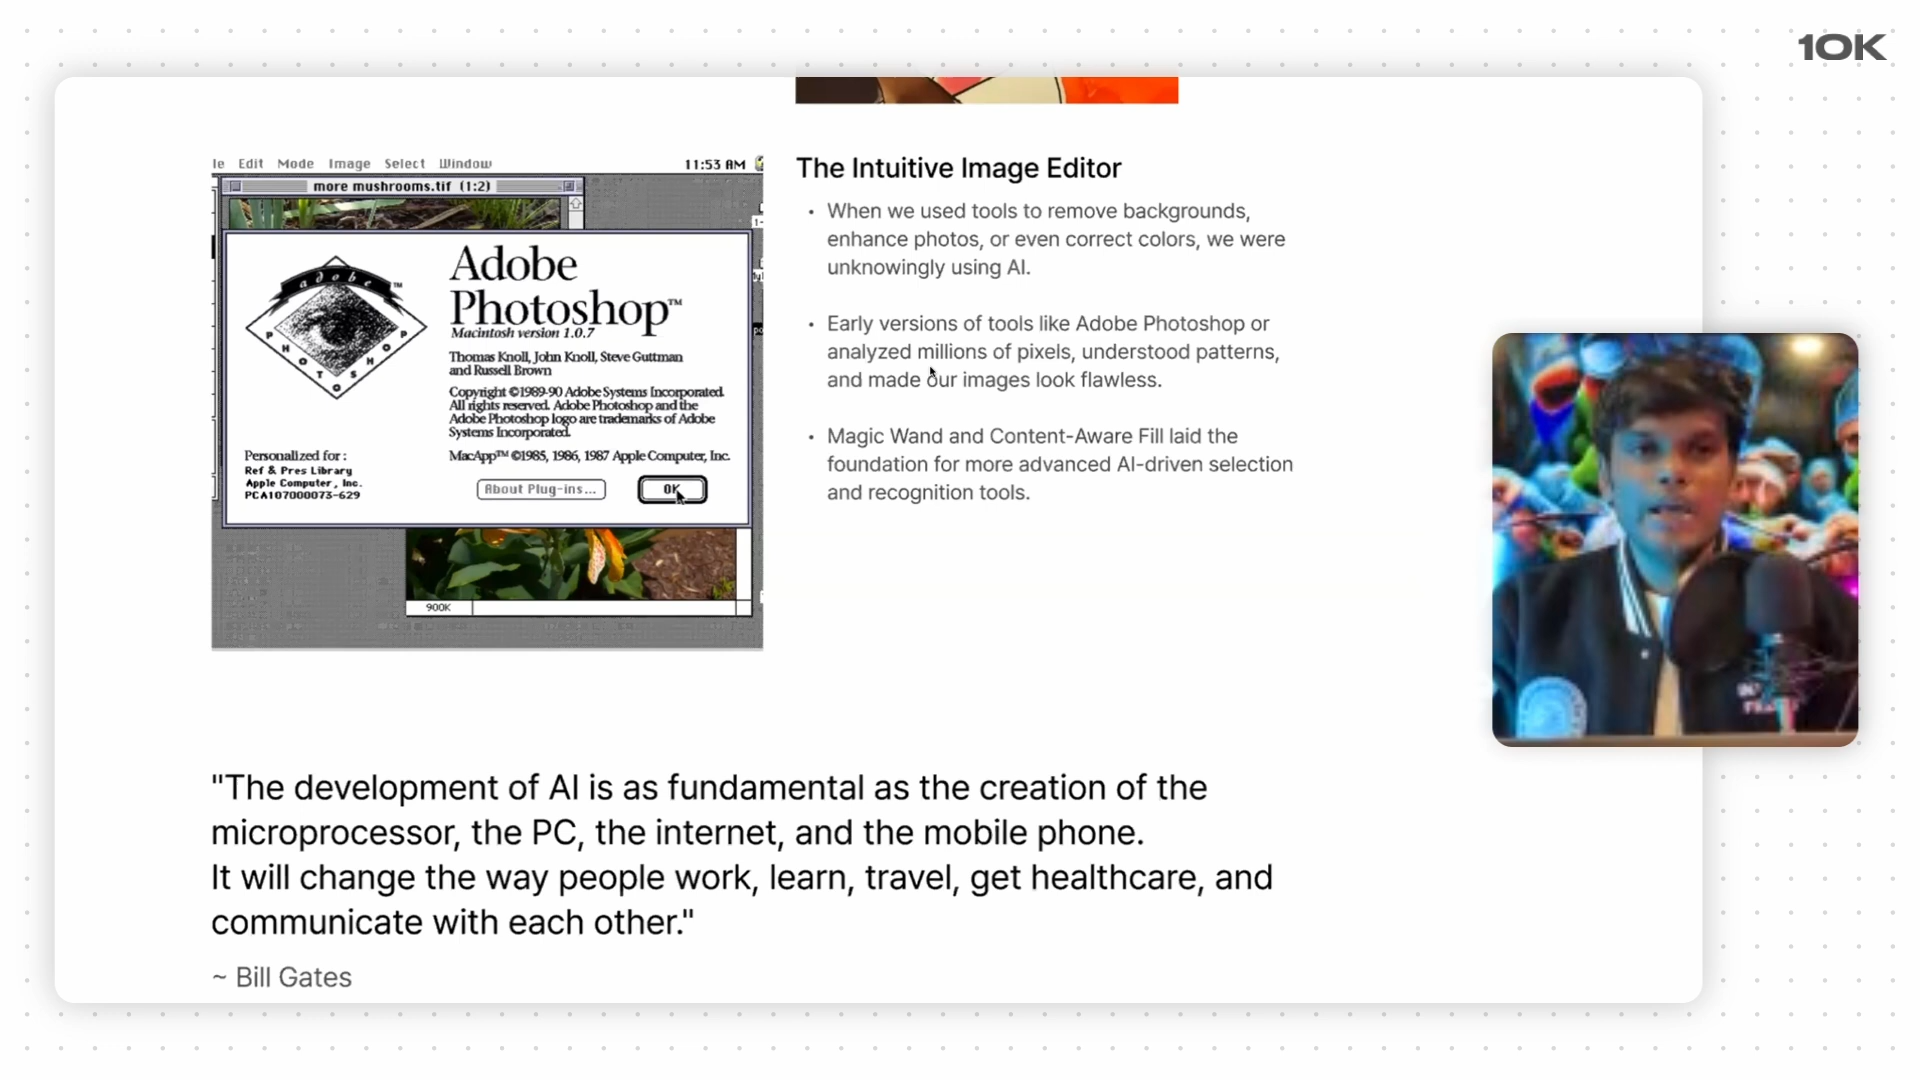 10K
le Edit Mode Image Select Window 11:53 AM
more mushrooms.tif (1:2)
adobe™
PHOTOSHOP
Adobe
Photoshop™
Macintosh version 1.0.7
Thomas Knoll, John Knoll, Steve Guttman
and Russell Brown
Copyright ©1989-90 Adobe Systems Incorporated.
All rights reserved. Adobe Photoshop and the
Adobe Photoshop logo are trademarks of Adobe
Systems Incorporated.
MacApp™ ©1985, 1986, 1987 Apple Computer, Inc.
Personalized for :
Ref & Pres Library
Apple Computer, Inc.
PCA107000073-629
About Plug-ins...
OK
900K
The Intuitive Image Editor
• When we used tools to remove backgrounds,
enhance photos, or even correct colors, we were
unknowingly using AI.
• Early versions of tools like Adobe Photoshop or
analyzed millions of pixels, understood patterns,
and made our images look flawless.
• Magic Wand and Content-Aware Fill laid the
foundation for more advanced AI-driven selection
and recognition tools.
"The development of AI is as fundamental as the creation of the
microprocessor, the PC, the internet, and the mobile phone.
It will change the way people work, learn, travel, get healthcare, and
communicate with each other."
~ Bill Gates